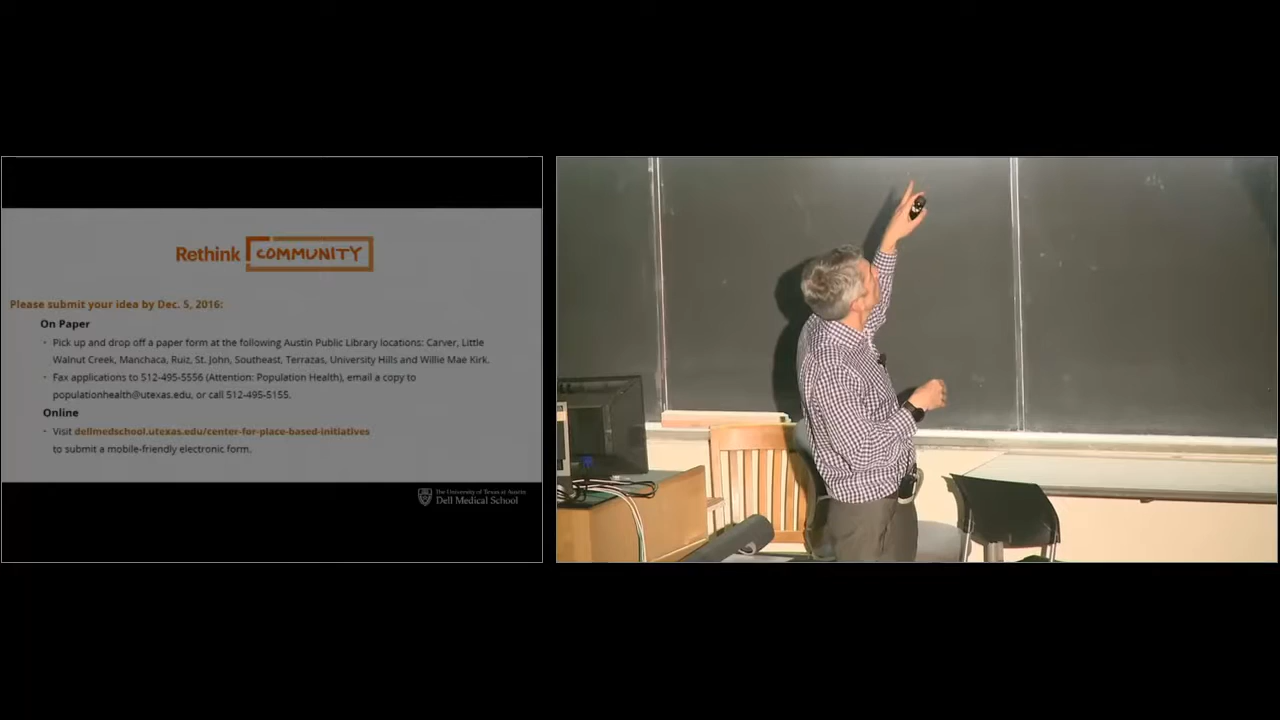 Rethink COMMUNITY
Please submit your idea by Dec. 5, 2016:
On Paper
· Pick up and drop off a paper form at the following Austin Public Library locations: Carver, Little
Walnut Creek, Manchaca, Ruiz, St. John, Southeast, Terrazas, University Hills and Willie Mae Kirk.
· Fax applications to 512-495-5556 (Attention: Population Health), email a copy to
populationhealth@utexas.edu, or call 512-495-5155.
Online
· Visit dellmedschool.utexas.edu/center-for-place-based-initiatives
to submit a mobile-friendly electronic form.
The University of Texas at Austin
Dell Medical School